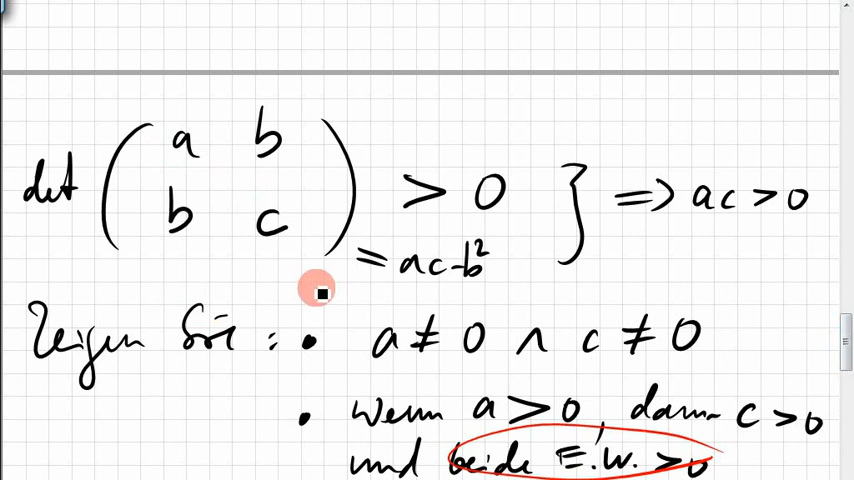 det ( a b
b c ) > 0 } => ac > 0
= ac-b²
Zeigen Sie: • a ≠ 0 ∧ c ≠ 0
• Wenn a > 0, dann c > 0
und beide E.W. > 0